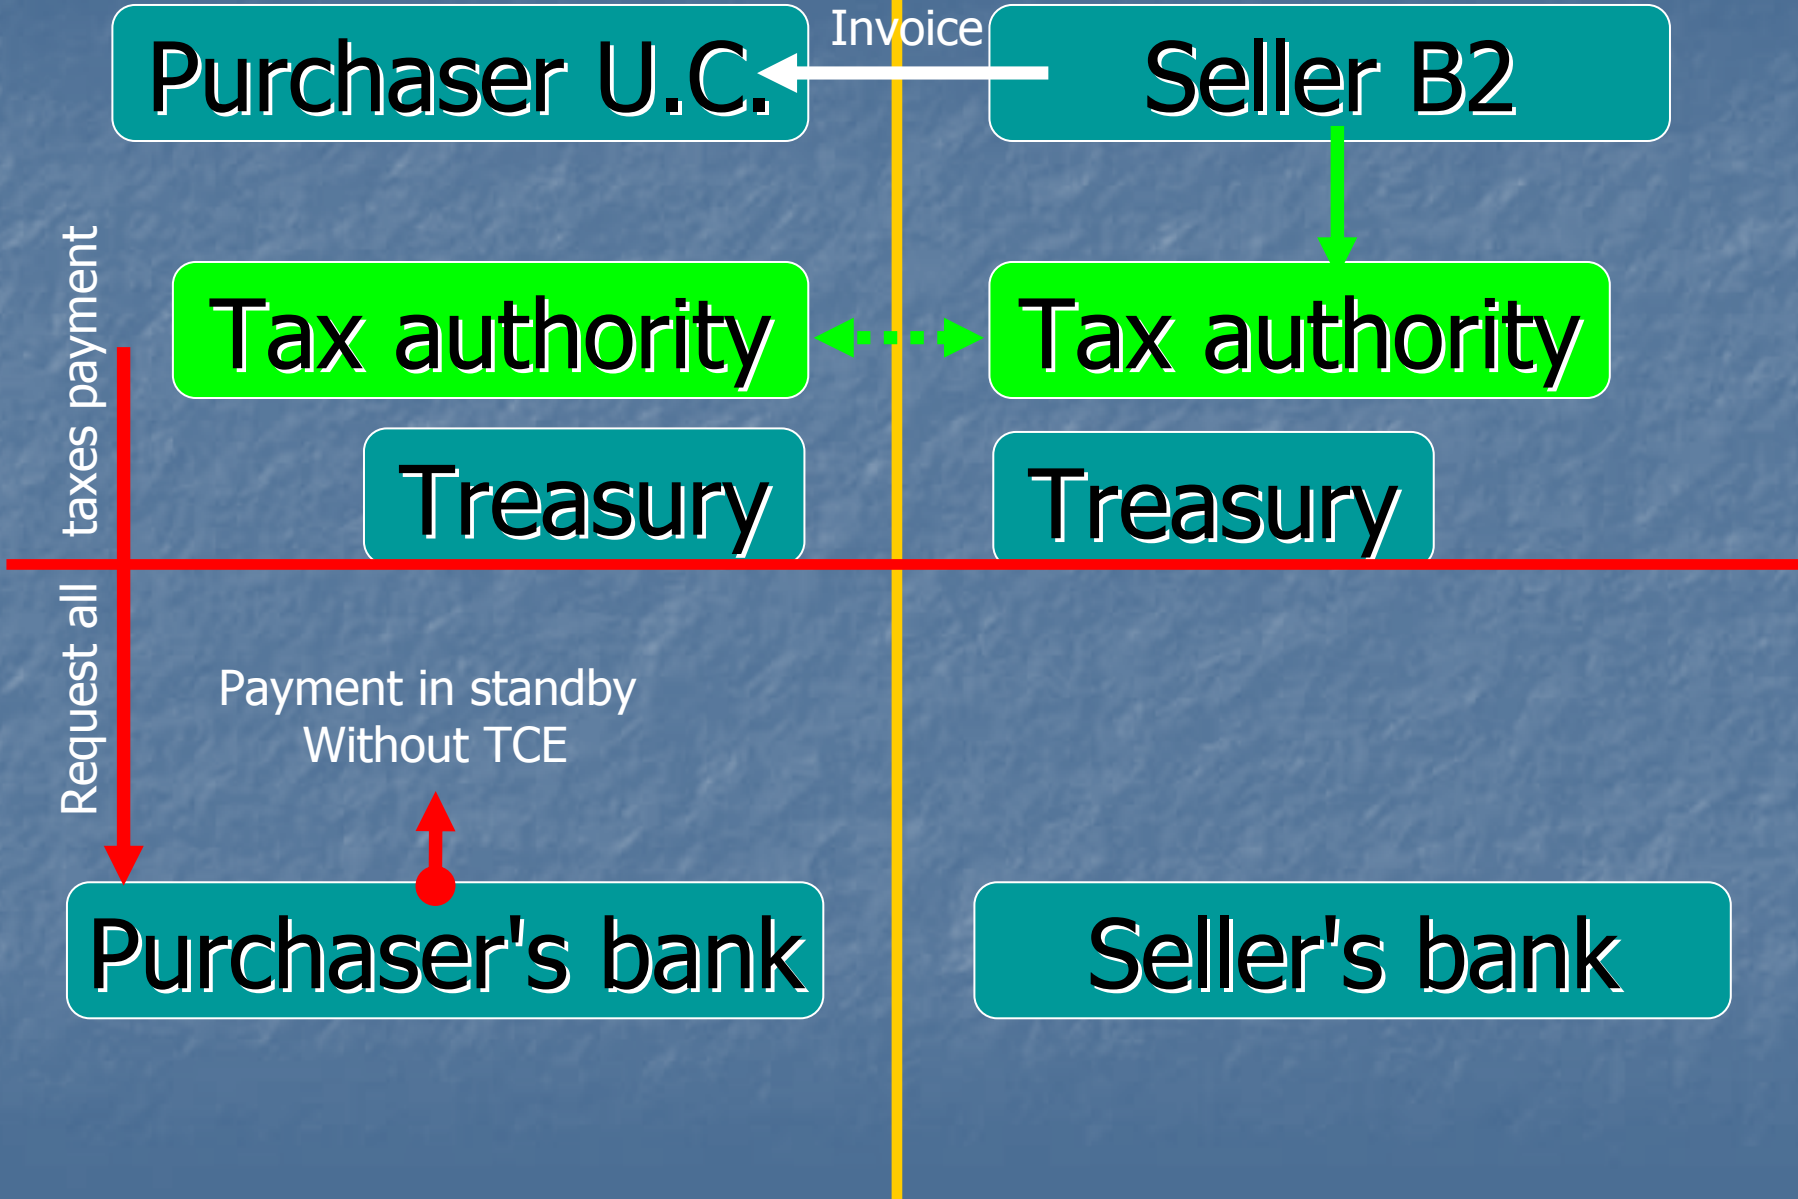 Invoice
Purchaser U.C.
Seller B2
Tax authority
Tax authority
Treasury
Treasury
Request all taxes payment
Payment in standby
Without TCE
Purchaser's bank
Seller's bank